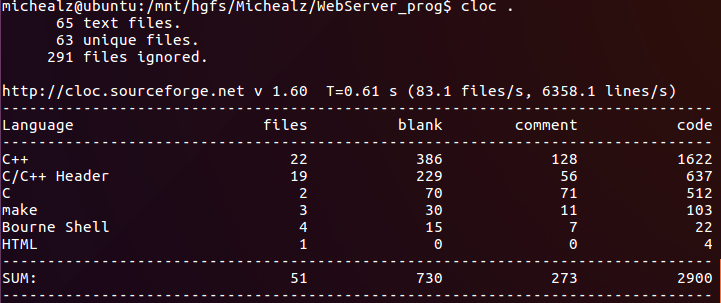 michealz@ubuntu:/mnt/hgfs/Michealz/WebServer_prog$ cloc .
      65 text files.
      63 unique files.
     291 files ignored.
http://cloc.sourceforge.net v 1.60  T=0.61 s (83.1 files/s, 6358.1 lines/s)
-------------------------------------------------------------------------------
Language                     files          blank        comment           code
-------------------------------------------------------------------------------
C++                             22            386            128           1622
C/C++ Header                    19            229             56            637
C                                2             70             71            512
make                             3             30             11            103
Bourne Shell                     4             15              7             22
HTML                             1              0              0              4
-------------------------------------------------------------------------------
SUM:                            51            730            273           2900
-------------------------------------------------------------------------------